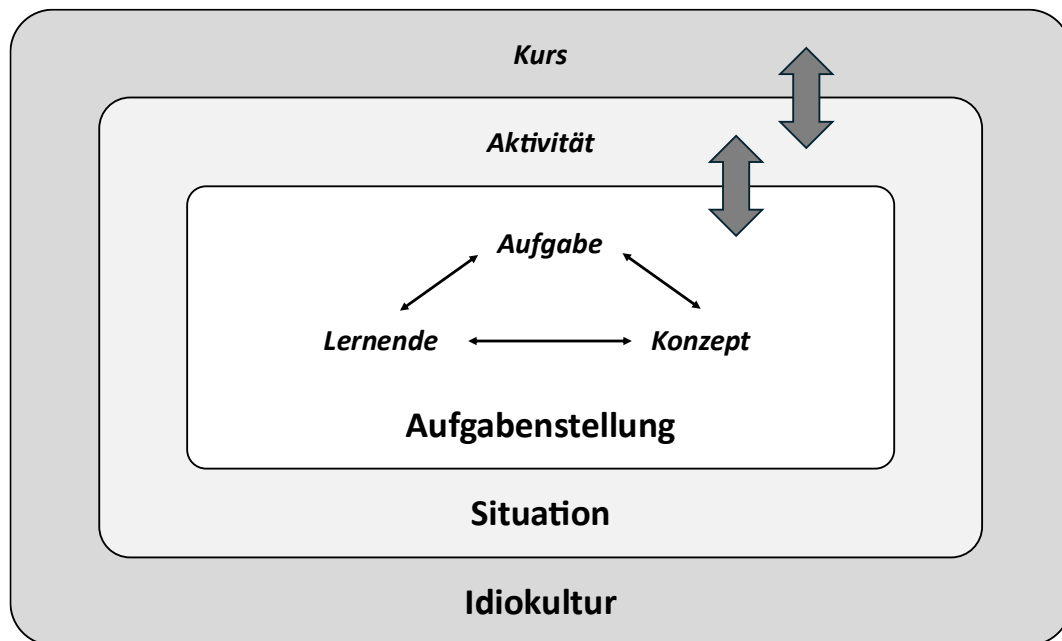 Kurs
Aktivität
Aufgabe
Lernende
Konzept
Aufgabenstellung
Situation
Idiokultur